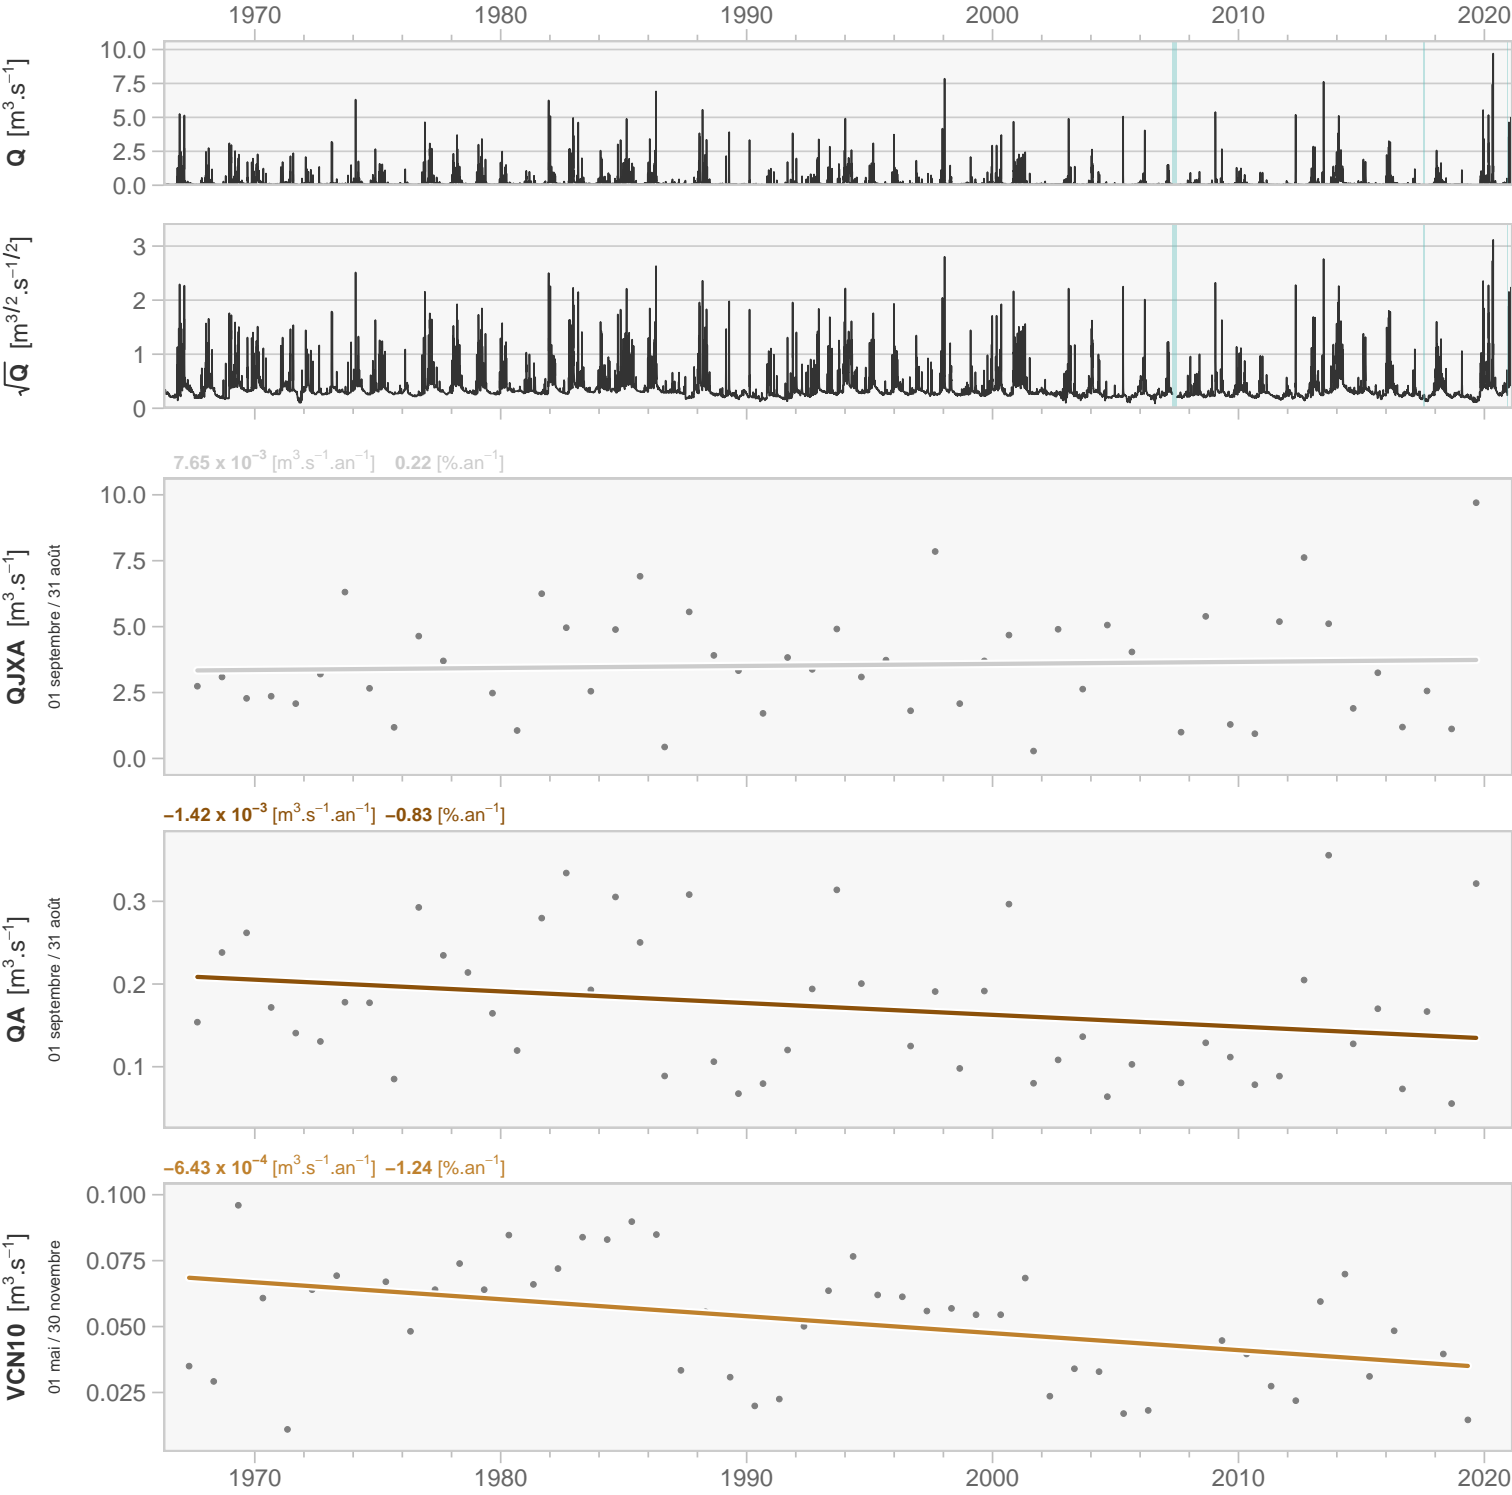 1970 1980 1990 2000 2010 2020
Q [m³.s⁻¹]
10.0
7.5
5.0
2.5
0.0
√Q [m³/².s⁻¹/²]
3
2
1
0
7.65 x 10⁻³ [m³.s⁻¹.an⁻¹] 0.22 [%.an⁻¹]
QJXA [m³.s⁻¹]
01 septembre / 31 août
10.0
7.5
5.0
2.5
0.0
−1.42 x 10⁻³ [m³.s⁻¹.an⁻¹] −0.83 [%.an⁻¹]
QA [m³.s⁻¹]
01 septembre / 31 août
0.3
0.2
0.1
−6.43 x 10⁻⁴ [m³.s⁻¹.an⁻¹] −1.24 [%.an⁻¹]
VCN10 [m³.s⁻¹]
01 mai / 30 novembre
0.100
0.075
0.050
0.025
1970 1980 1990 2000 2010 2020